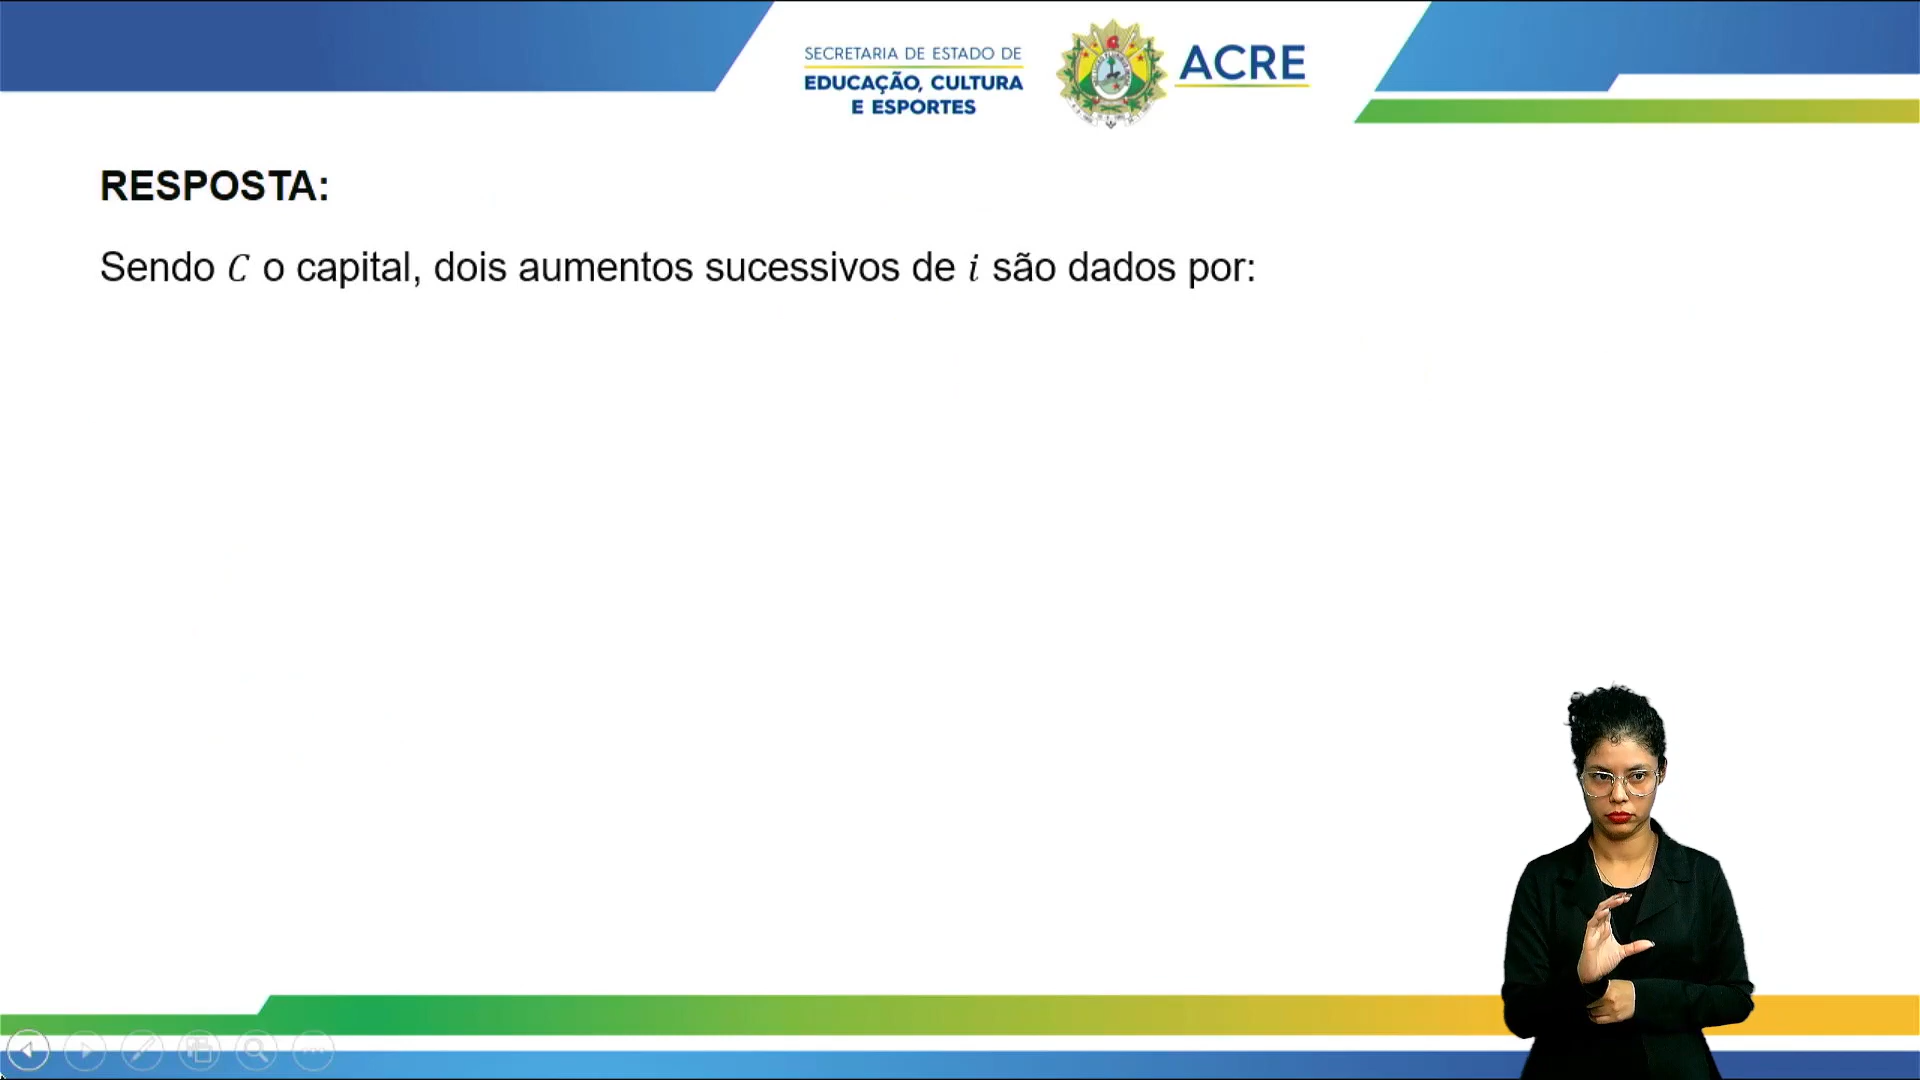 SECRETARIA DE ESTADO DE
EDUCAÇÃO, CULTURA
E ESPORTES
ACRE
RESPOSTA:
Sendo C o capital, dois aumentos sucessivos de i são dados por: